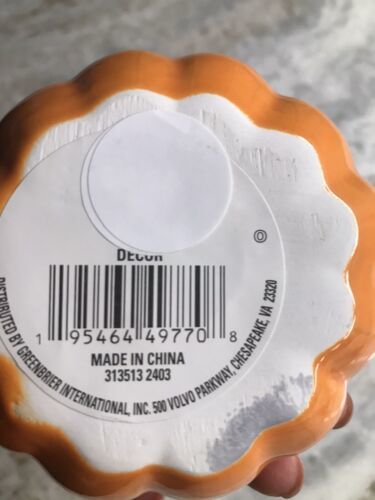 DECOR
1 95464 49770 8
MADE IN CHINA
313513 2403
DISTRIBUTED BY GREENBRIER INTERNATIONAL, INC. 500 VOLVO PARKWAY, CHESAPEAKE, VA 23320